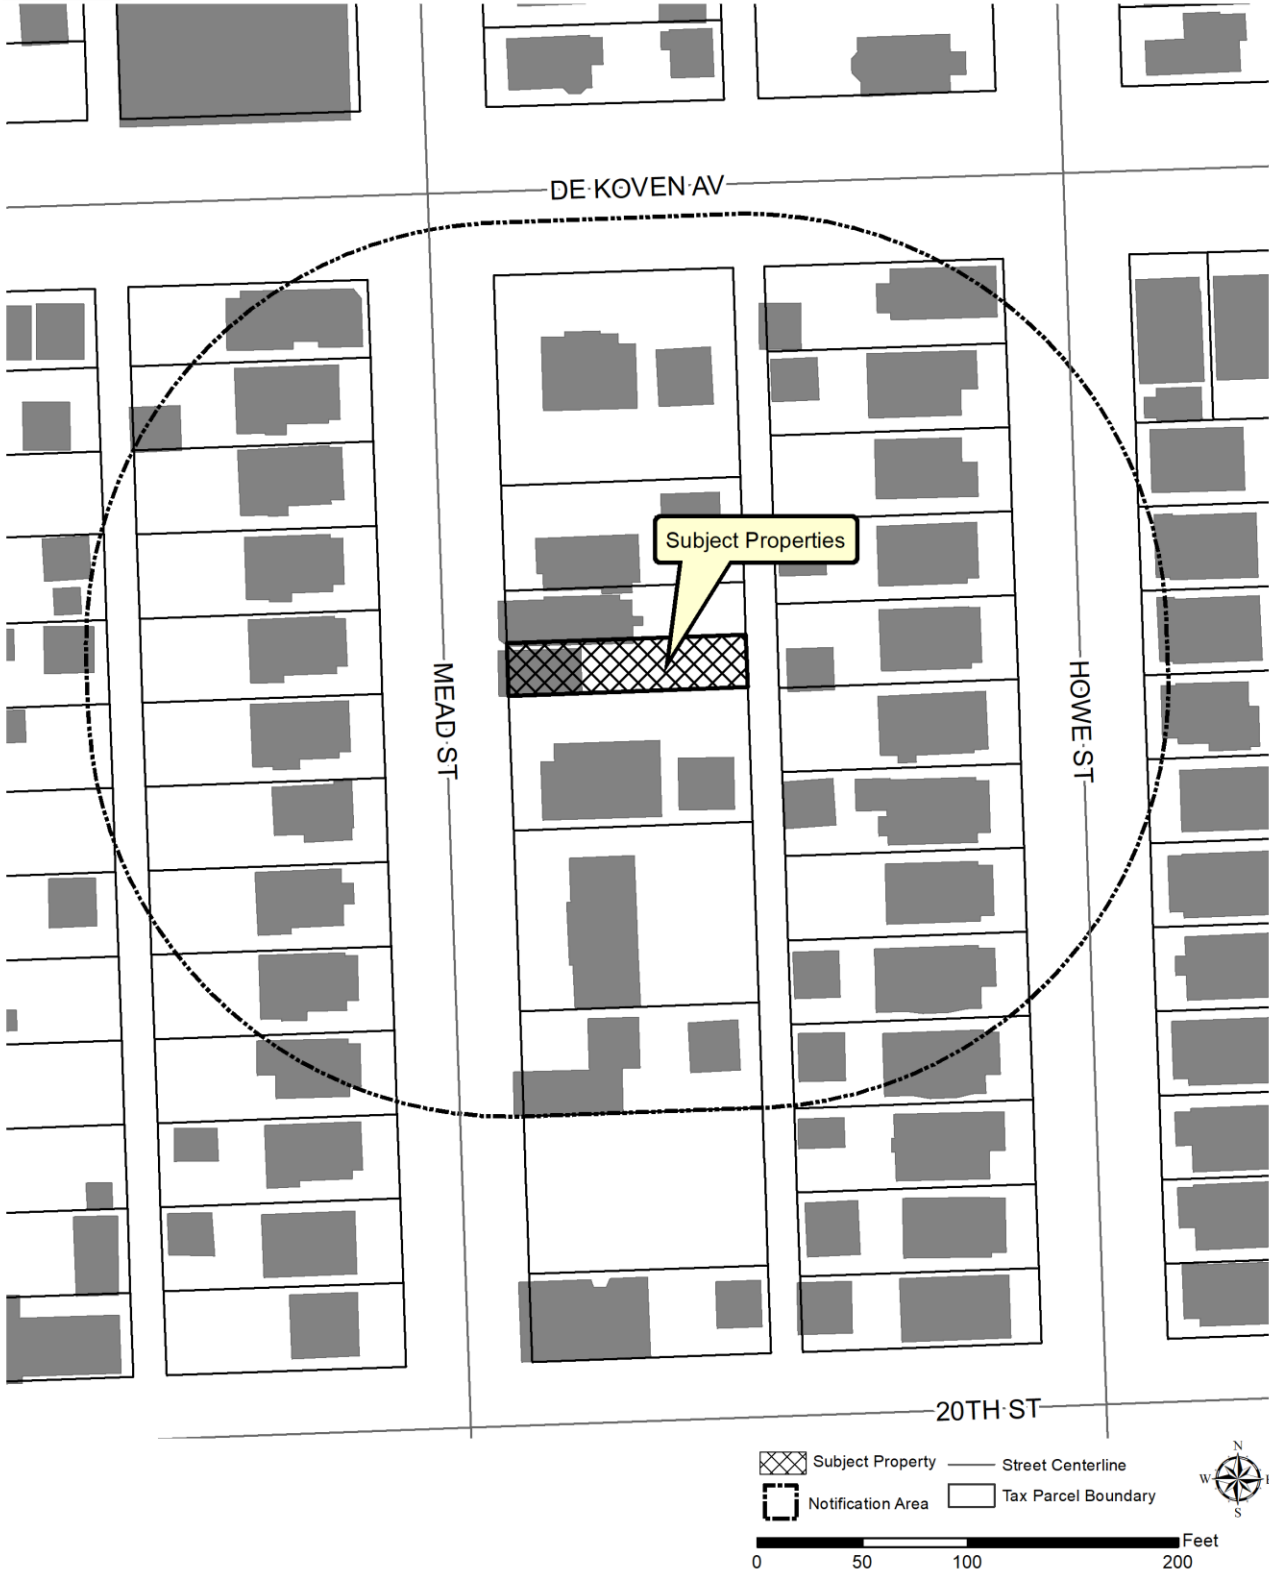 DE KOVEN AV
Subject Properties
MEAD ST
HOWE ST
20TH ST
Subject Property
Street Centerline
Notification Area
Tax Parcel Boundary
N
W E
S
Feet
0 50 100 200